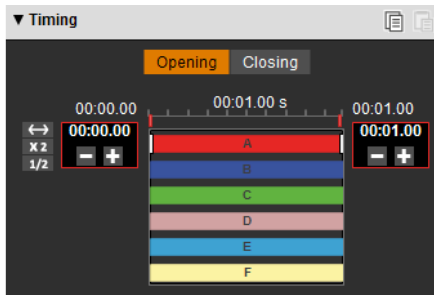 ▼ Timing
Opening Closing
00:00.00 00:01.00 s 00:01.00
↔ 00:00.00 00:01.00
X 2
1/2
A
B
C
D
E
F